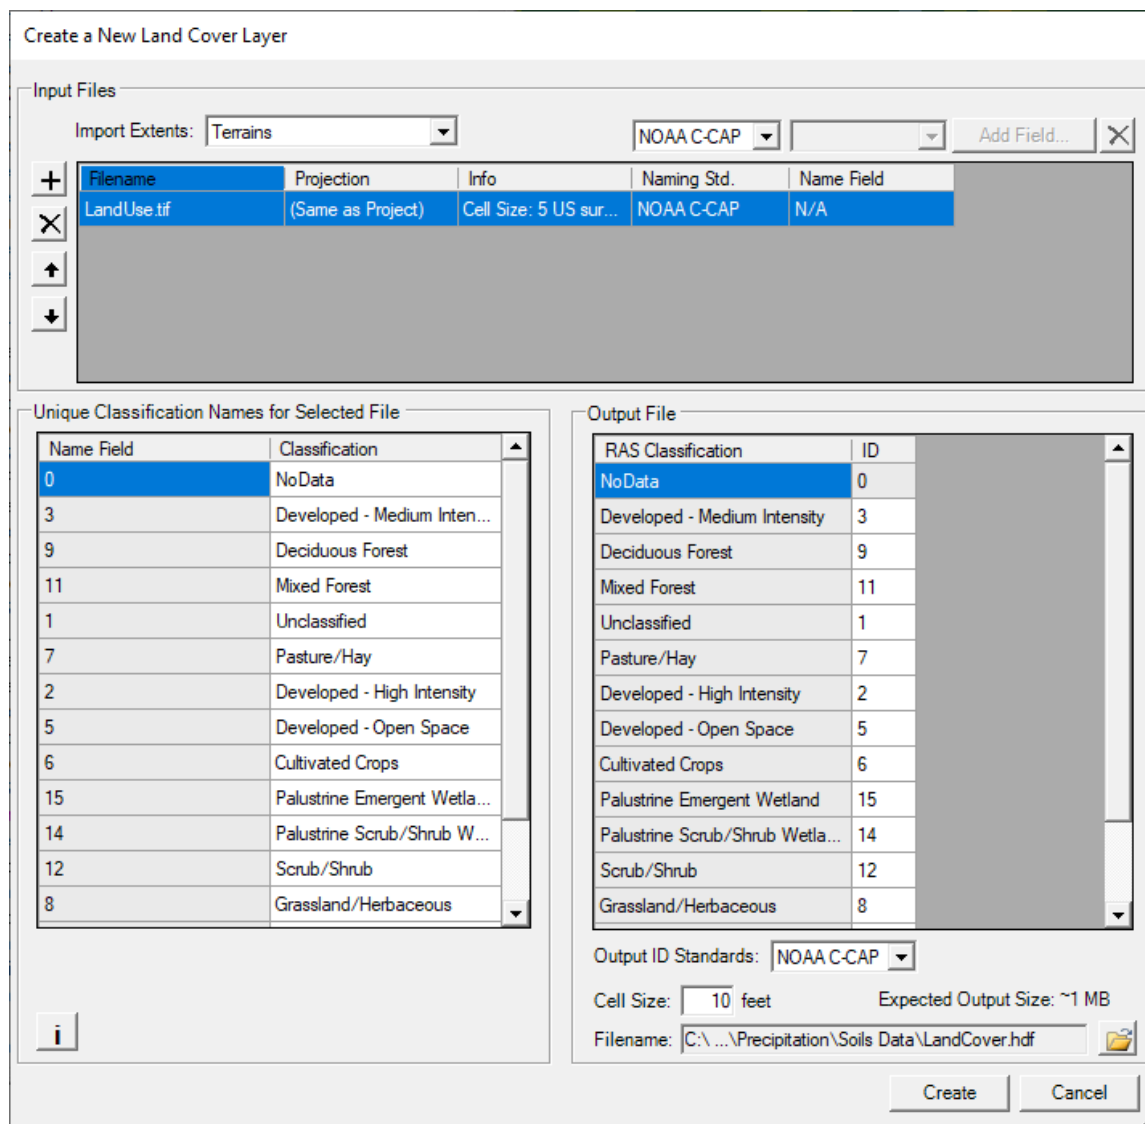 Create a New Land Cover Layer
Input Files
Import Extents: Terrains NOAA C-CAP Add Field...
Filename Projection Info Naming Std. Name Field
LandUse.tif (Same as Project) Cell Size: 5 US sur... NOAA C-CAP N/A
Unique Classification Names for Selected File
Name Field Classification
0 NoData
3 Developed - Medium Inten...
9 Deciduous Forest
11 Mixed Forest
1 Unclassified
7 Pasture/Hay
2 Developed - High Intensity
5 Developed - Open Space
6 Cultivated Crops
15 Palustrine Emergent Wetla...
14 Palustrine Scrub/Shrub W...
12 Scrub/Shrub
8 Grassland/Herbaceous
i
Output File
RAS Classification ID
NoData 0
Developed - Medium Intensity 3
Deciduous Forest 9
Mixed Forest 11
Unclassified 1
Pasture/Hay 7
Developed - High Intensity 2
Developed - Open Space 5
Cultivated Crops 6
Palustrine Emergent Wetland 15
Palustrine Scrub/Shrub Wetla... 14
Scrub/Shrub 12
Grassland/Herbaceous 8
Output ID Standards: NOAA C-CAP
Cell Size: 10 feet Expected Output Size: ~1 MB
Filename: C:\ ...\Precipitation\Soils Data\LandCover.hdf
Create Cancel